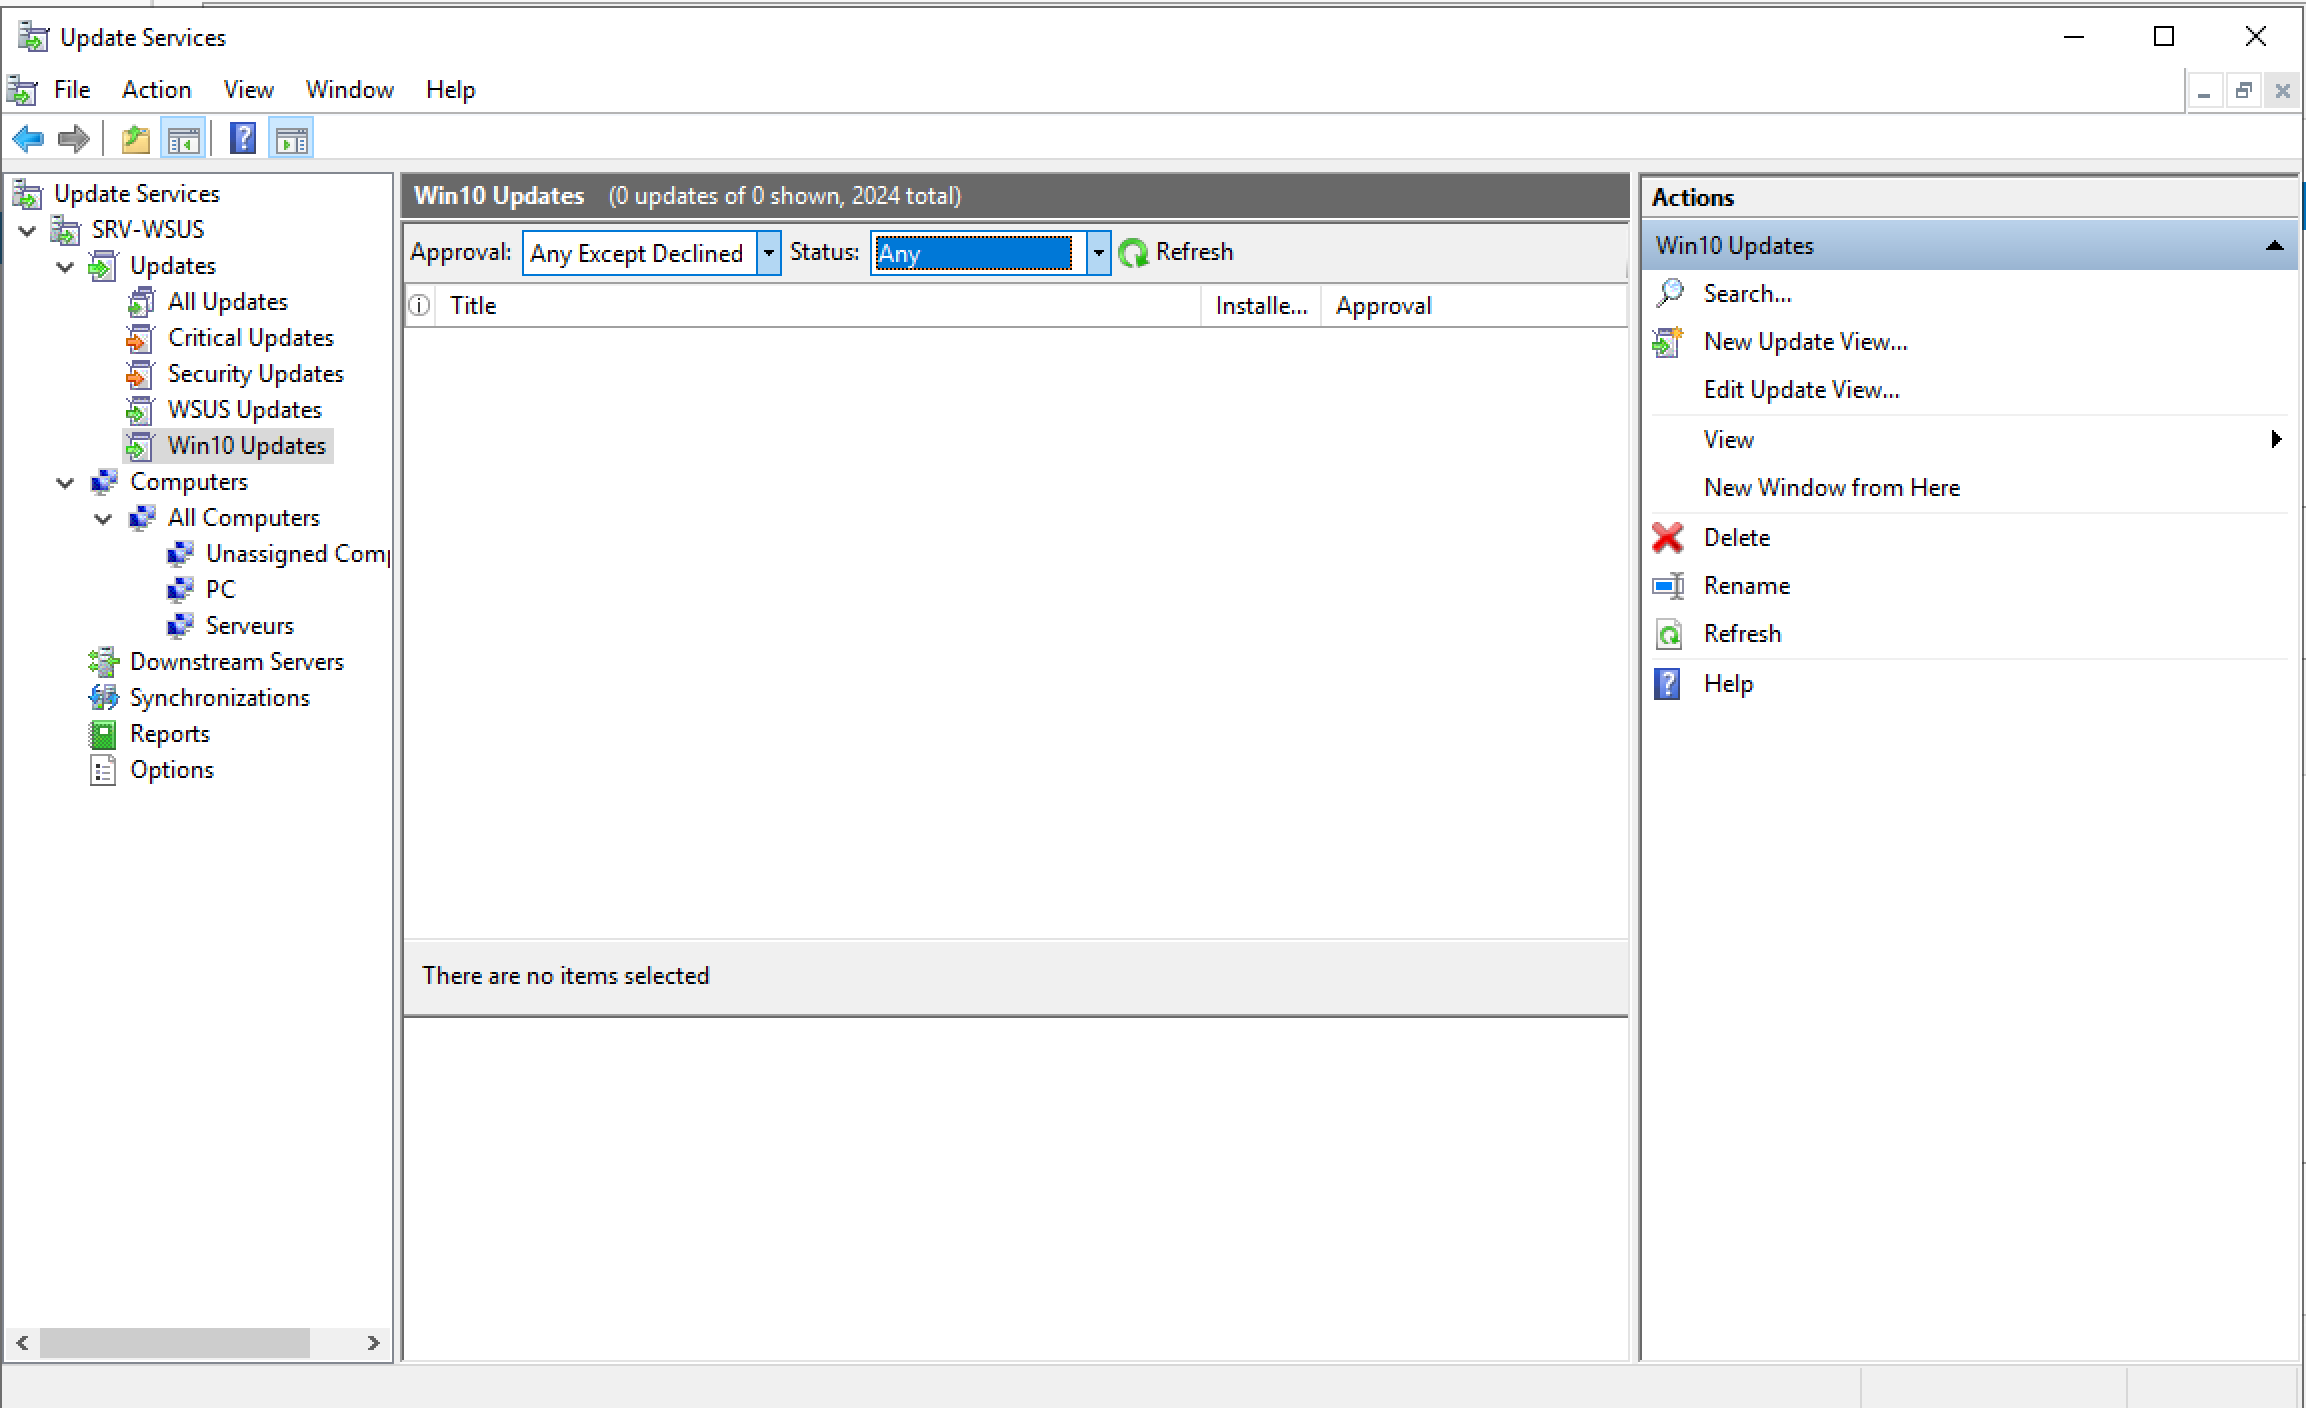 Update Services
File Action View Window Help
Update Services
SRV-WSUS
Updates
All Updates
Critical Updates
Security Updates
WSUS Updates
Win10 Updates
Computers
All Computers
Unassigned Com
PC
Serveurs
Downstream Servers
Synchronizations
Reports
Options
Win10 Updates (0 updates of 0 shown, 2024 total)
Approval: Any Except Declined Status: Any Refresh
Title Installe... Approval
There are no items selected
Actions
Win10 Updates
Search...
New Update View...
Edit Update View...
View
New Window from Here
Delete
Rename
Refresh
Help